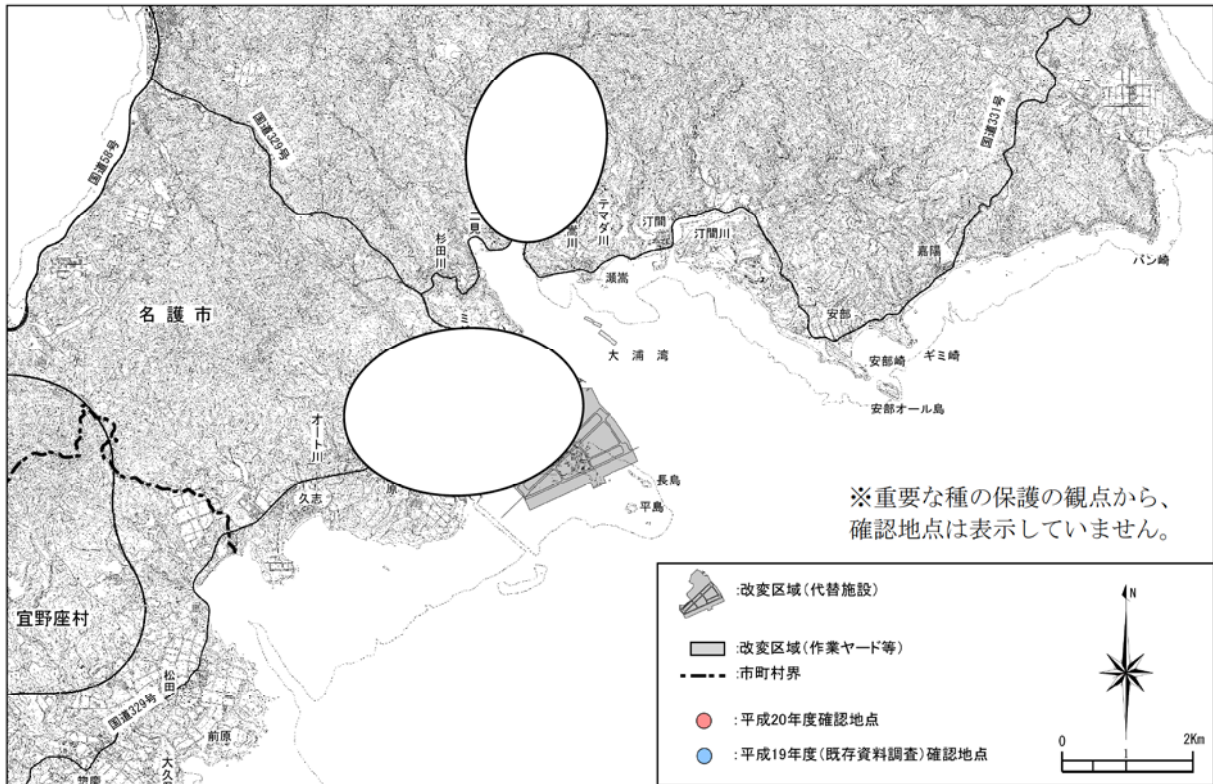 国道58号
国道329号
国道331号
二見
杉田川
嵩川
テマダ川
汀間
汀間川
瀬嵩
嘉陽
バン崎
名護市
ミ
大浦湾
安部
安部崎
ギミ崎
安部オール島
オート川
久志
原
長島
平島
※重要な種の保護の観点から、
確認地点は表示していません。
宜野座村
松田
国道329号
前原
大久
惣慶
:改変区域(代替施設)
:改変区域(作業ヤード等)
:市町村界
:平成20年度確認地点
:平成19年度(既存資料調査)確認地点
N
0 2Km